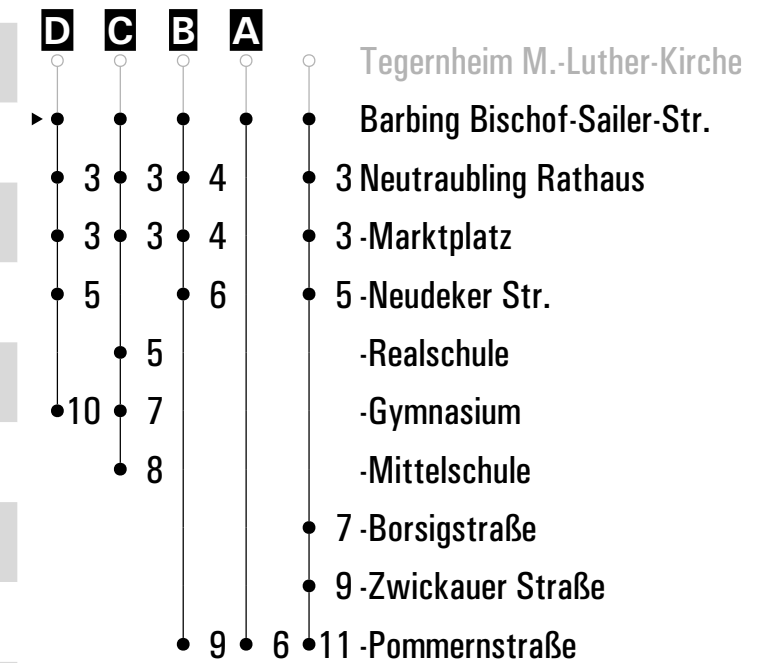 D C B A
Tegernheim M.-Luther-Kirche
Barbing Bischof-Sailer-Str.
3 3 4 3 Neutraubling Rathaus
3 3 4 3 -Marktplatz
5 6 5 -Neudeker Str.
5 -Realschule
10 7 -Gymnasium
8 -Mittelschule
7 -Borsigstraße
9 -Zwickauer Straße
9 6 11 -Pommernstraße